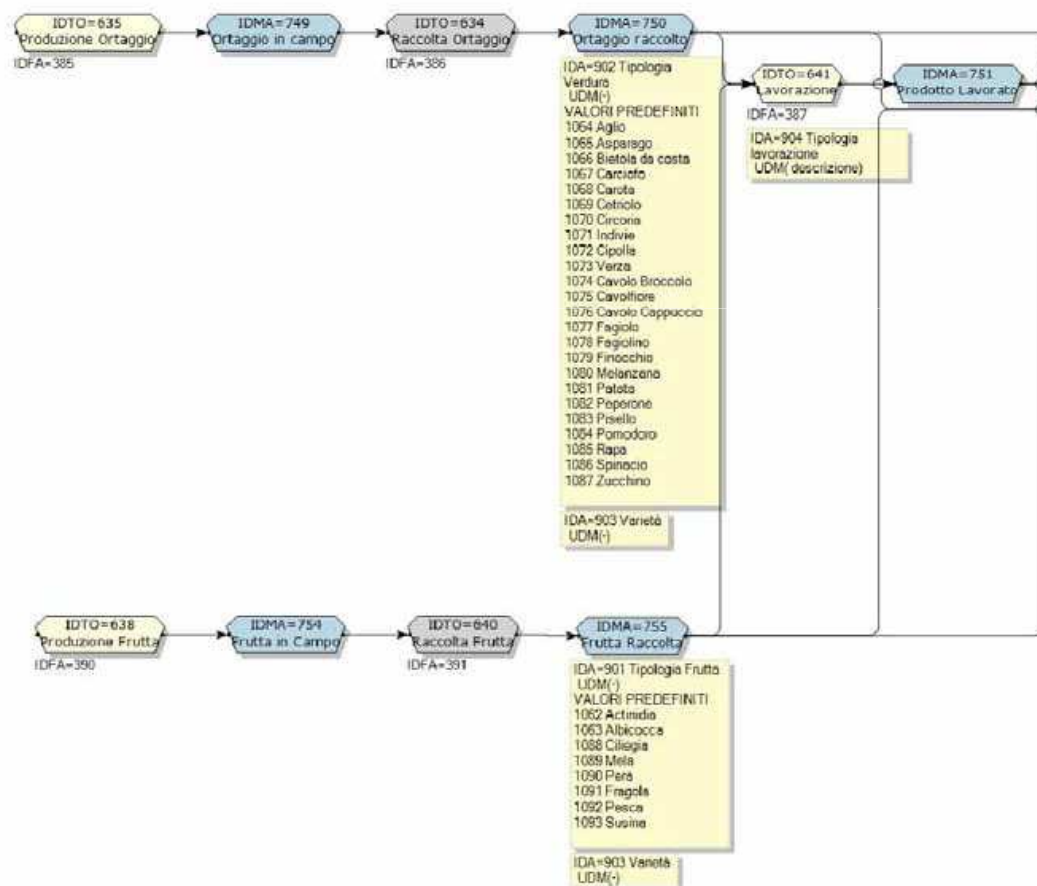 IDTO=635
Produzione Ortaggio
IDFA=385
IDMA=749
Ortaggio in campo
IDTO=634
Raccolta Ortaggio
IDFA=386
IDMA=750
Ortaggio raccolto
IDA=902 Tipologia
Verdura
UDM(-)
VALORI PREDEFINITI
1064 Aglio
1065 Asparago
1066 Bietola da costa
1067 Carciofo
1068 Carota
1069 Cetriolo
1070 Circoria
1071 Indivie
1072 Cipolla
1073 Verza
1074 Cavolo Broccolo
1075 Cavolfiore
1076 Cavolo Cappuccio
1077 Fagiolo
1078 Fagiolino
1079 Finocchio
1080 Melanzana
1081 Patata
1082 Peperone
1083 Pisello
1084 Pomodoro
1085 Rapa
1086 Spinacio
1087 Zucchino
IDA=903 Varietà
UDM(-)
IDTO=641
Lavorazione
IDFA=387
IDA=904 Tipologia
lavorazione
UDM( descrizione)
IDMA=751
Prodotto Lavorato
IDTO=638
Produzione Frutta
IDFA=390
IDMA=754
Frutta in Campo
IDTO=640
Raccolta Frutta
IDFA=391
IDMA=755
Frutta Raccolta
IDA=901 Tipologia Frutta
UDM(-)
VALORI PREDEFINITI
1062 Actinidia
1063 Albicocca
1088 Ciliegia
1089 Mela
1090 Pera
1091 Fragola
1092 Pesca
1093 Susina
IDA=903 Varietà
UDM(-)